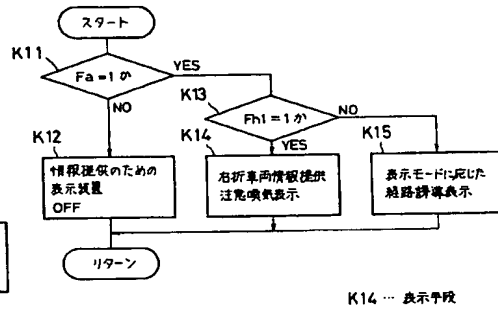 スタート
K11
Fa=1か
YES
NO
K13
Fh1=1か
NO
YES
K12
情報提供のための
表示装置
OFF
K14
右折車両情報提供
注意喚気表示
K15
表示モードに応じた
経路誘導表示
リターン
K14 … 表示手段